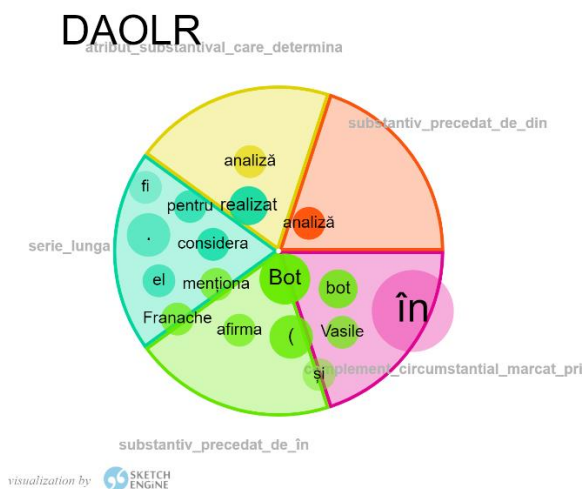 DAOLR
atribut_substantival_care_determina
substantiv_precedat_de_din
analiză
fi
pentru
realizat
analiză
.
considera
serie_lunga
el
menționa
Bot
bot
în
Franache
afirma
(
Vasile
și
complement_circumstantial_marcat_pri
substantiv_precedat_de_în
visualization by SKETCH ENGINE